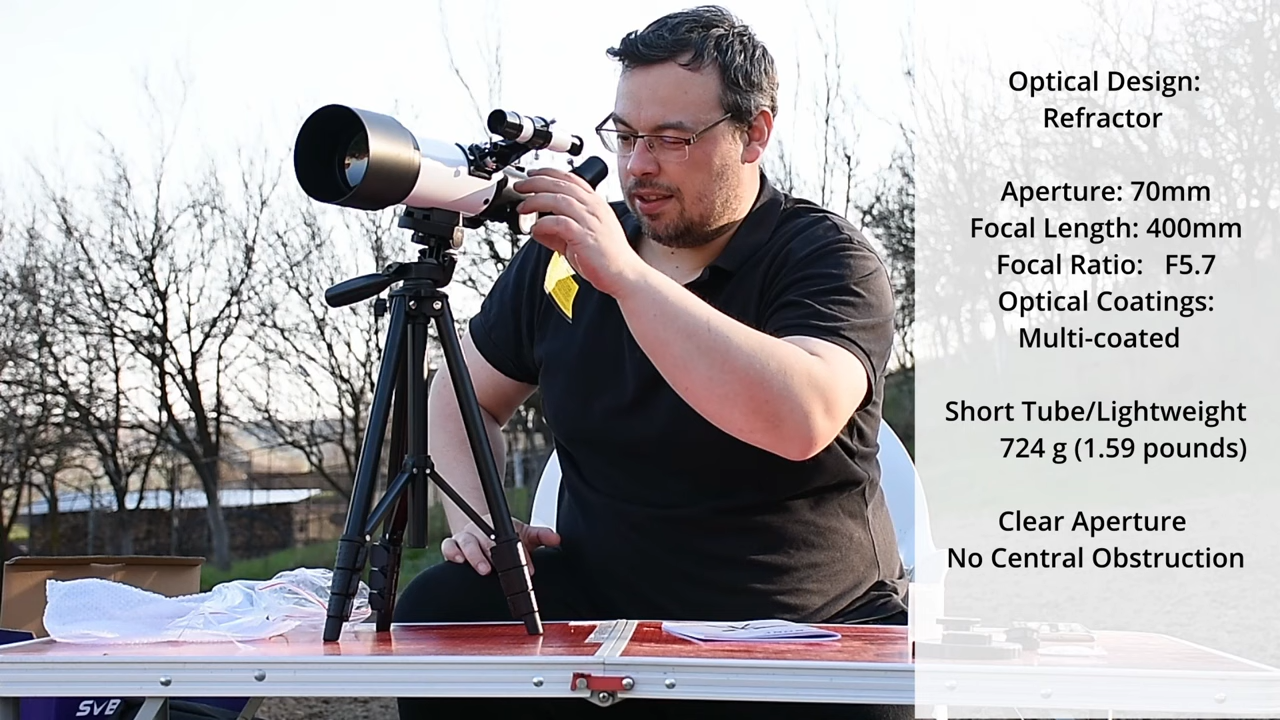 Optical Design:
Refractor
Aperture: 70mm
Focal Length: 400mm
Focal Ratio: F5.7
Optical Coatings:
Multi-coated
Short Tube/Lightweight
724 g (1.59 pounds)
Clear Aperture
No Central Obstruction
SVB